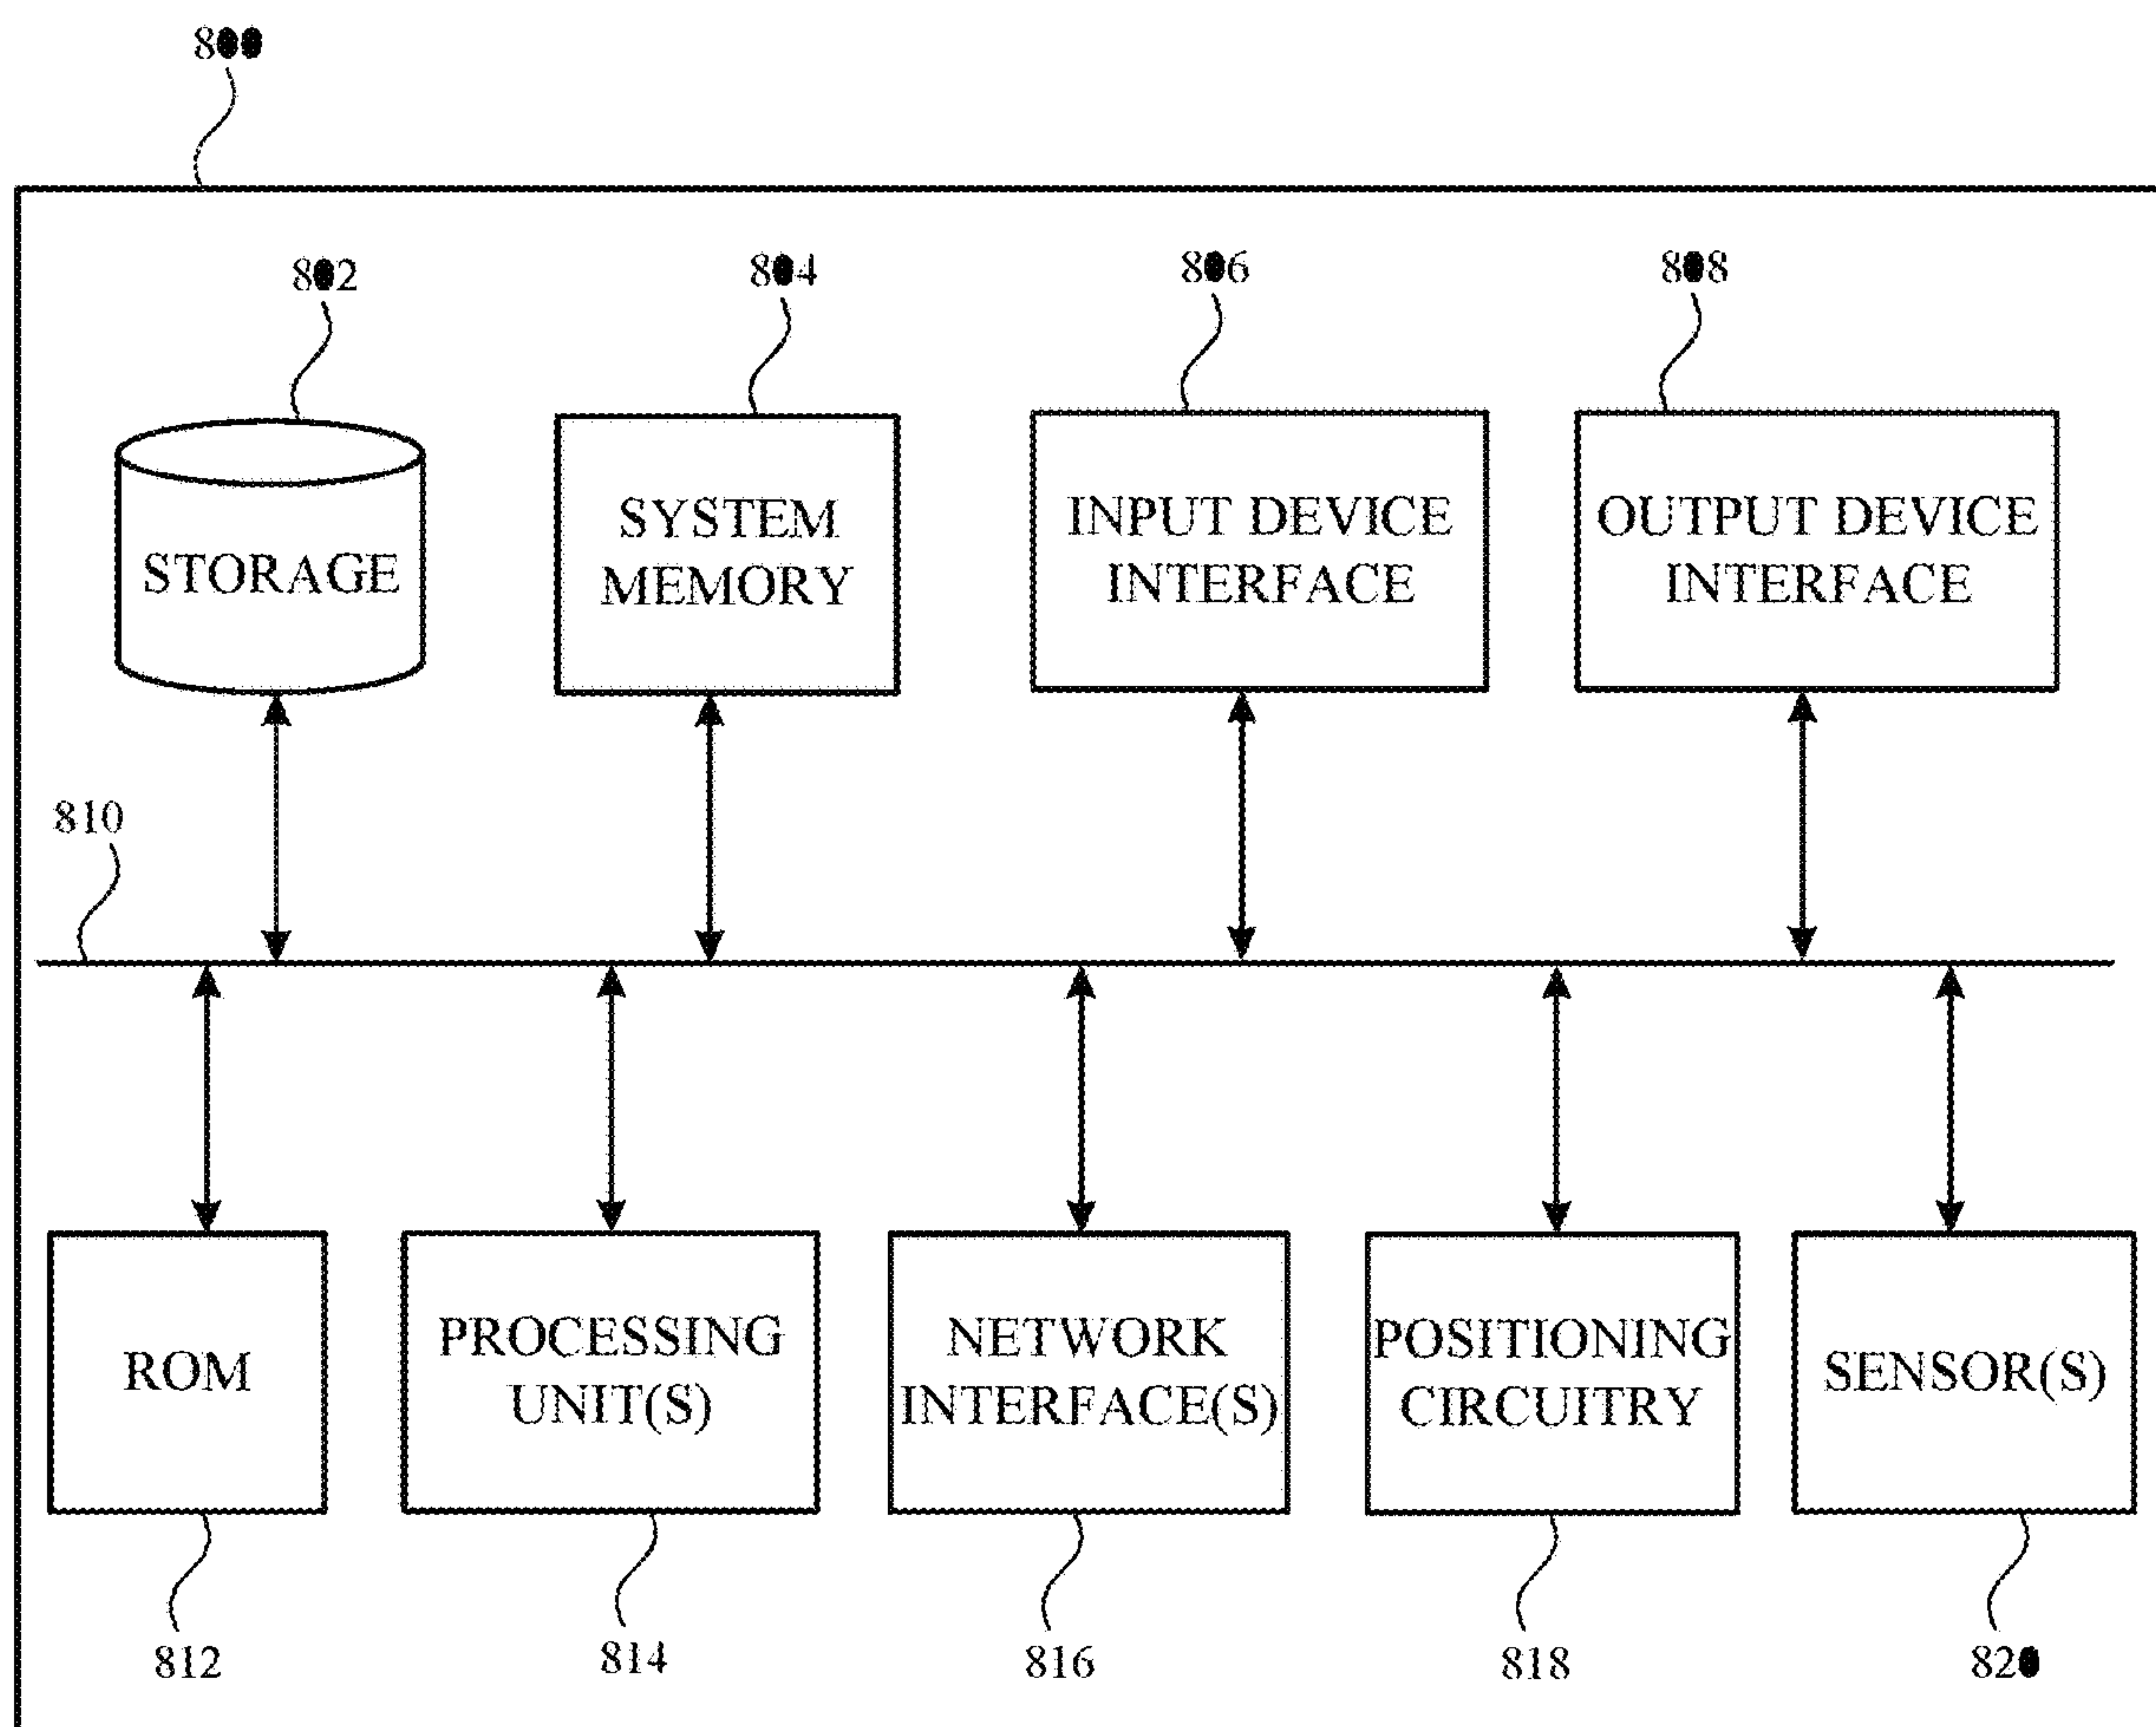 800
802
804
806
808
STORAGE
SYSTEM
MEMORY
INPUT DEVICE
INTERFACE
OUTPUT DEVICE
INTERFACE
810
ROM
PROCESSING
UNIT(S)
NETWORK
INTERFACE(S)
POSITIONING
CIRCUITRY
SENSOR(S)
812
814
816
818
820